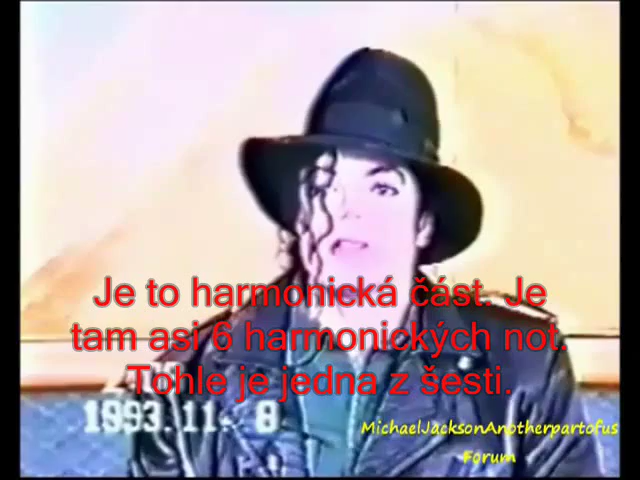 Je to harmonická část. Je
tam asi 6 harmonických not.
Tohle je jedna z šesti.
1993.11. 8
MichaelJacksonAnotherpartofus
Forum